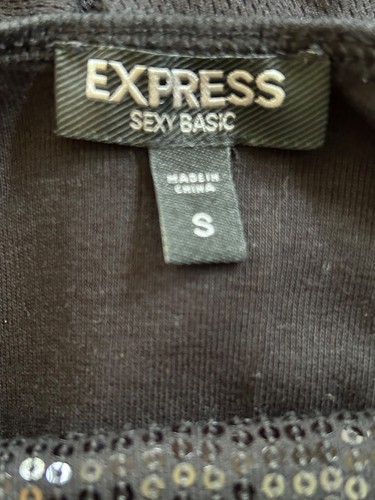 EXPRESS
SEXY BASIC
MADE IN
CHINA
S